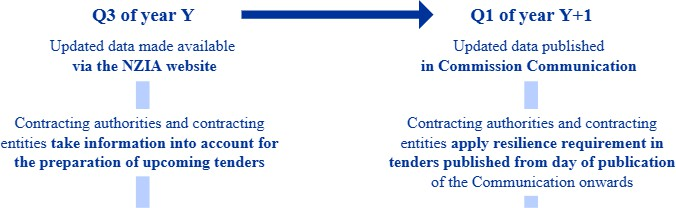 Q3 of year Y
Updated data made available
via the NZIA website
Contracting authorities and contracting
entities take information into account for
the preparation of upcoming tenders
Q1 of year Y+1
Updated data published
in Commission Communication
Contracting authorities and contracting
entities apply resilience requirement in
tenders published from day of publication
of the Communication onwards